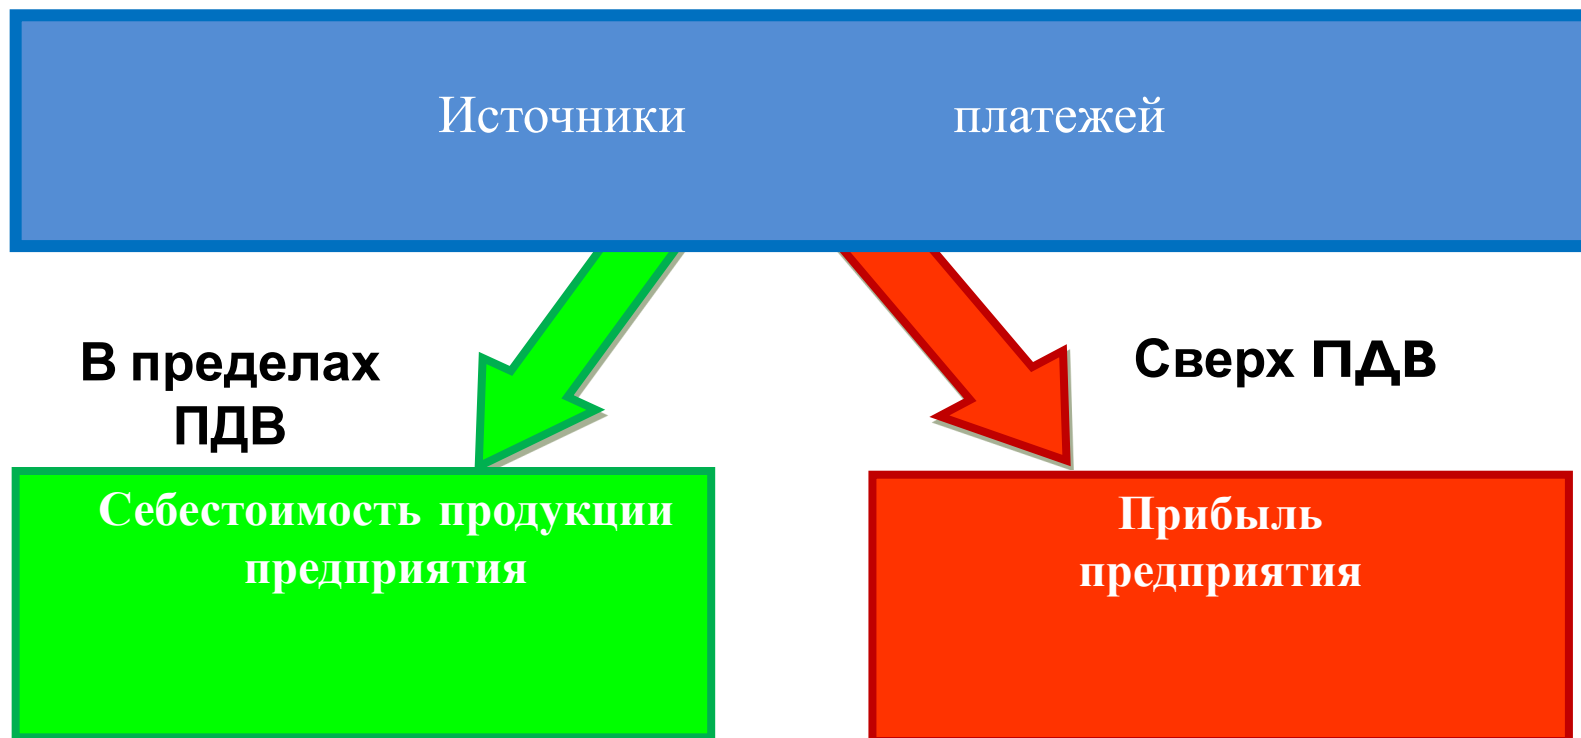 Источники платежей
В пределах
ПДВ
Сверх ПДВ
Себестоимость продукции
предприятия
Прибыль
предприятия